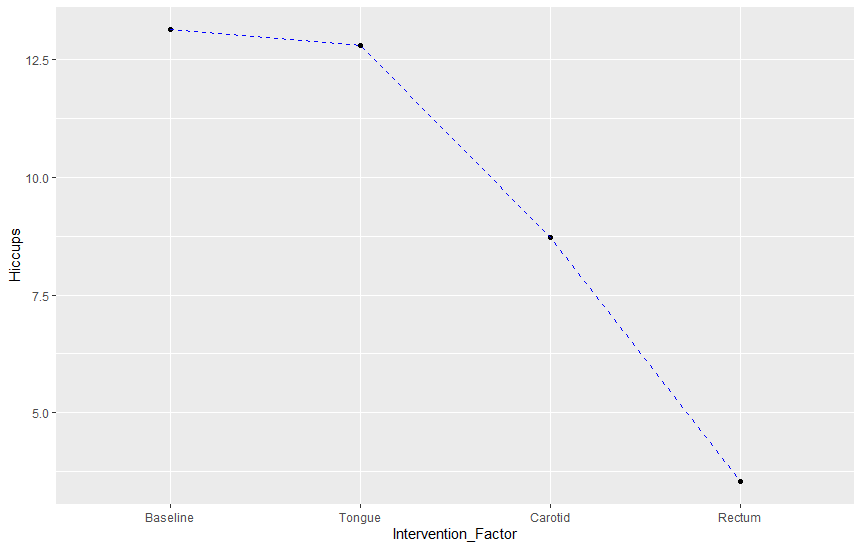 Hiccups
12.5
10.0
7.5
5.0
Baseline Tongue Carotid Rectum
Intervention_Factor